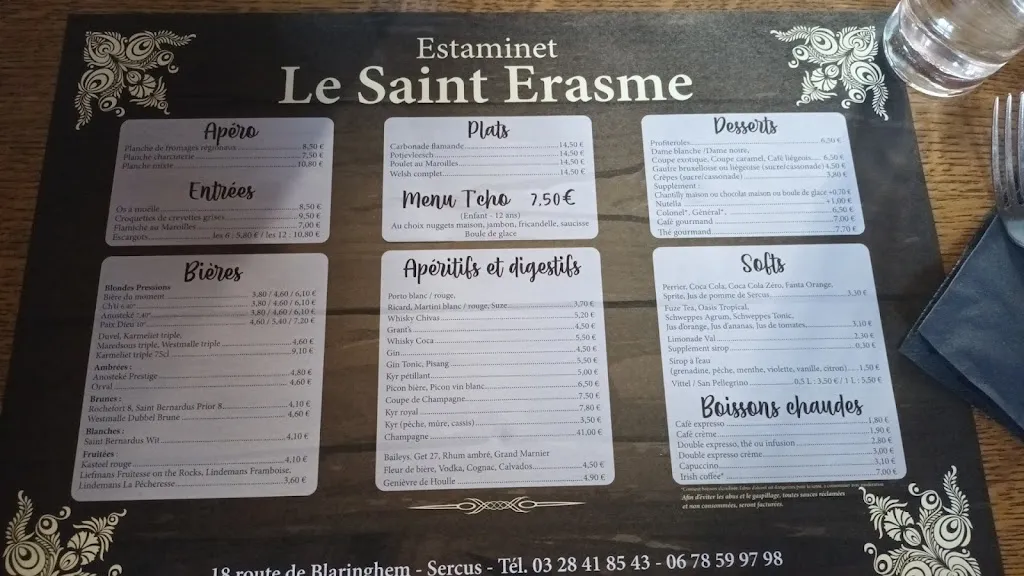 Estaminet
Le Saint Erasme
Apéro
Planche de fromages régionaux 8,50 €
Planche charcuterie 7,50 €
Planche mixte 10,80 €
Entrées
Os à moëlle 8,50 €
Croquettes de crevettes grises 9,50 €
Flamiche au Maroilles 7,00 €
Escargots les 6 : 5,80 € / les 12 : 10,80 €
Plats
Carbonade flamande 14,50 €
Potjevleesch 14,50 €
Poulet au Maroilles 14,50 €
Welsh complet 14,50 €
Menu Tcho 7,50€
(Enfant - 12 ans)
Au choix nuggets maison, jambon, fricandelle, saucisse
Boule de glace
Desserts
Profiteroles 6,50 €
Dame blanche /Dame noire,
Coupe exotique, Coupe caramel, Café liégeois 6,50 €
Gaufre bruxelloise ou liégeoise (sucre/cassonade) 4,50 €
Crêpes (sucre/cassonade) 3,80 €
Supplément :
Chantilly maison ou chocolat maison ou boule de glace +0,70 €
Nutella +1,00 €
Colonel*, Général* 6,50 €
Café gourmand 7,00 €
Thé gourmand 7,70 €
Bières
Blondes Pressions
Bière du moment 3,80 / 4,60 / 6,10 €
Ch'ti 6,40° 3,80 / 4,60 / 6,10 €
Anosteké 3,80 / 4,60 / 6,10 €
Paix Dieu 10° 4,60 / 5,40 / 7,20 €
Duvel, Karmeliet triple,
Maredsous triple, Westmalle triple 4,60 €
Karmeliet triple 75cl 9,10 €
Ambrées :
Anosteké Prestige 4,80 €
Orval 4,60 €
Brunes :
Rochefort 8, Saint Bernardus Prior 8 4,10 €
Westmalle Dubbel Brune 4,60 €
Blanches :
Saint Bernardus Wit 4,10 €
Fruitées :
Kasteel rouge 4,10 €
Liefmans Fruitesse on the Rocks, Lindemans Framboise,
Lindemans La Pécheresse 3,60 €
Apéritifs et digestifs
Porto blanc / rouge,
Ricard, Martini blanc / rouge, Suze 3,70 €
Whisky Chivas 5,20 €
Grant's 4,50 €
Whisky Coca 5,50 €
Gin 4,50 €
Gin Tonic, Pisang 5,50 €
Kyr pétillant 5,00 €
Picon bière, Picon vin blanc 6,50 €
Coupe de Champagne 7,50 €
Kyr royal 7,80 €
Kyr (pêche, mûre, cassis) 3,50 €
Champagne 41,00 €
Baileys, Get 27, Rhum ambré, Grand Marnier
Fleur de bière, Vodka, Cognac, Calvados 4,50 €
Genièvre de Houlle 4,90 €
Softs
Perrier, Coca Cola, Coca Cola Zéro, Fanta Orange,
Sprite, Jus de pomme de Sercus 3,30 €
Fuze Tea, Oasis Tropical,
Schweppes Agrum, Schweppes Tonic,
Jus d'orange, Jus d'ananas, Jus de tomates 3,10 €
Limonade Val 2,30 €
Supplément sirop 0,30 €
Sirop à l'eau
(grenadine, pêche, menthe, violette, vanille, citron) 1,50 €
Vittel / San Pellegrino 0,5 L : 3,50 € / 1 L : 5,50 €
Boissons chaudes
Café expresso 1,80 €
Café crème 1,90 €
Double expresso, thé ou infusion 2,80 €
Double expresso crème 3,00 €
Capuccino 3,10 €
Irish coffee* 7,00 €
Afin d'éviter les abus et le gaspillage, toutes sauces réclamées
et non consommées, seront facturées.
18 route de Blaringhem - Sercus - Tél. 03 28 41 85 43 - 06 78 59 97 98